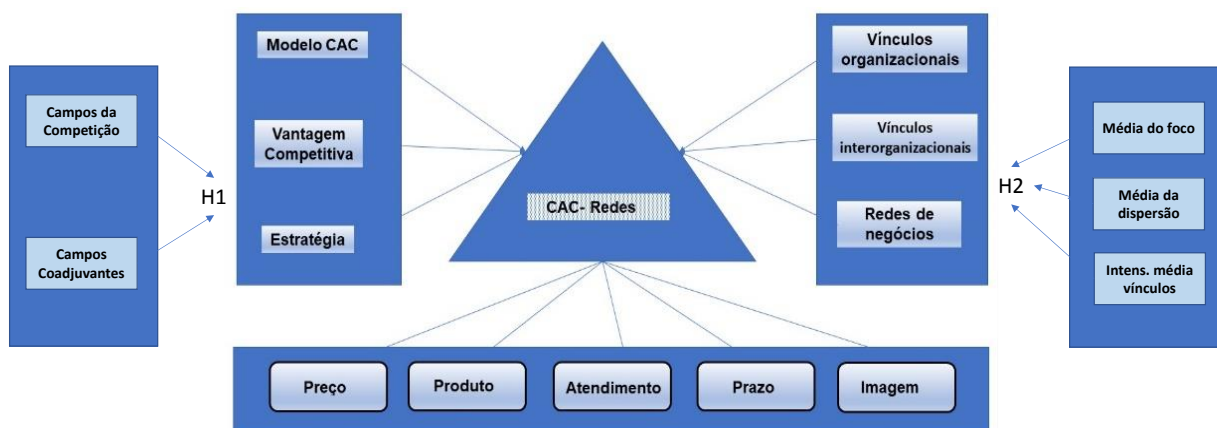 Campos da
Competição
Campos
Coadjuvantes
H1
Modelo CAC
Vantagem
Competitiva
Estratégia
CAC- Redes
Vínculos
organizacionais
Vínculos
interorganizacionais
Redes de
negócios
H2
Média do foco
Média da
dispersão
Intens. média
vínculos
Preço
Produto
Atendimento
Prazo
Imagem